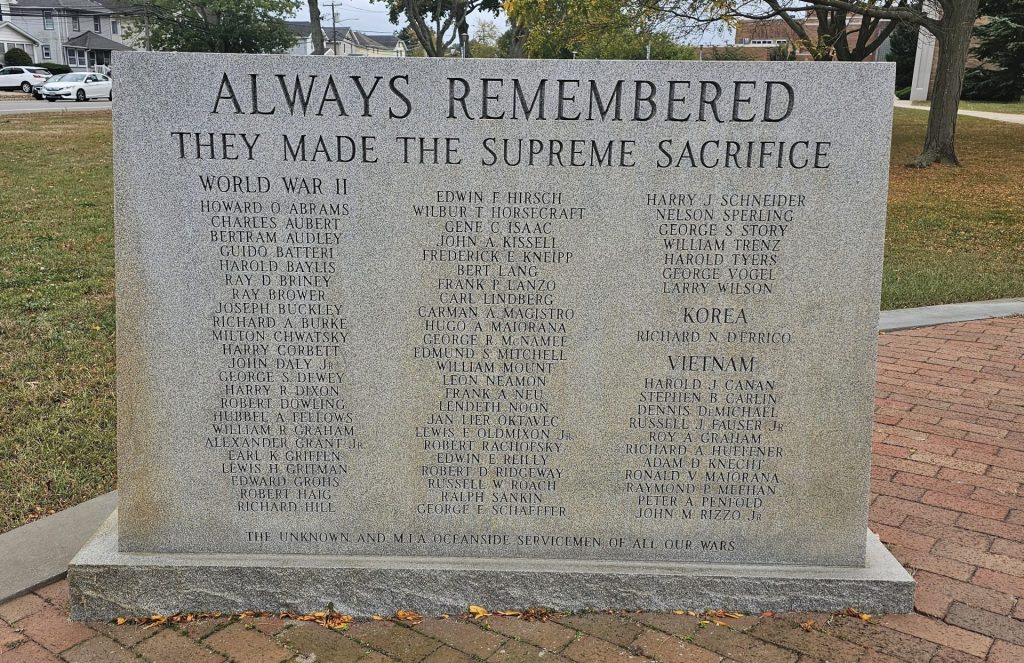 ALWAYS REMEMBERED
THEY MADE THE SUPREME SACRIFICE
WORLD WAR II
HOWARD O. ABRAMS
CHARLES AUBERT
BERTRAM AUDLEY
GUIDO BATTERI
HAROLD BAYLIS
RAY D. BRINEY
RAY BROWER
JOSEPH BUCKLEY
RICHARD A. BURKE
MILTON CHWATSKY
HARRY CORBETT
JOHN DALY JR.
GEORGE S. DEWEY
HARRY R. DIXON
ROBERT DOWLING
HUBBEL A. FELLOWS
WILLIAM R. GRAHAM
ALEXANDER GRANT JR.
EARL K. GRIFFEN
LEWIS H. GRITMAN
EDWARD GROHS
ROBERT HAIG
RICHARD HILL
EDWIN F. HIRSCH
WILBUR T. HORSECRAFT
GENE C. ISAAC
JOHN A. KISSELL
FREDERICK E. KNEIPP
BERT LANG
FRANK P. LANZO
CARL LINDBERG
CARMAN A. MAGISTRO
HUGO A. MAIORANA
GEORGE R. McNAMEE
EDMUND S. MITCHELL
WILLIAM MOUNT
LEON NEAMON
FRANK A. NEU
LENDETH NOON
JAN HER OKTAVEC
LEWIS E. OLDMIXON JR.
ROBERT RACHOFSKY
EDWIN E. REILLY
ROBERT D. RIDGEWAY
RUSSELL W. ROACH
RALPH SANKIN
GEORGE E. SCHAEFFER
HARRY J. SCHNEIDER
NELSON SPERLING
GEORGE S. STORY
WILLIAM TRENZ
HAROLD TYERS
GEORGE VOGEL
LARRY WILSON
KOREA
RICHARD N. D'ERRICO
VIETNAM
HAROLD J. CANAN
STEPHEN B. CARLIN
DENNIS DeMICHAEL
RUSSELL J. FAUSER JR.
ROY A. GRAHAM
RICHARD A. HUEFNER
ADAM D. KNECHT
RONALD V. MAIORANA
RAYMOND P. MEEHAN
PETER A. PENFOLD
JOHN M. RIZZO JR.
THE UNKNOWN AND M.I.A. OCEANSIDE SERVICEMEN OF ALL OUR WARS